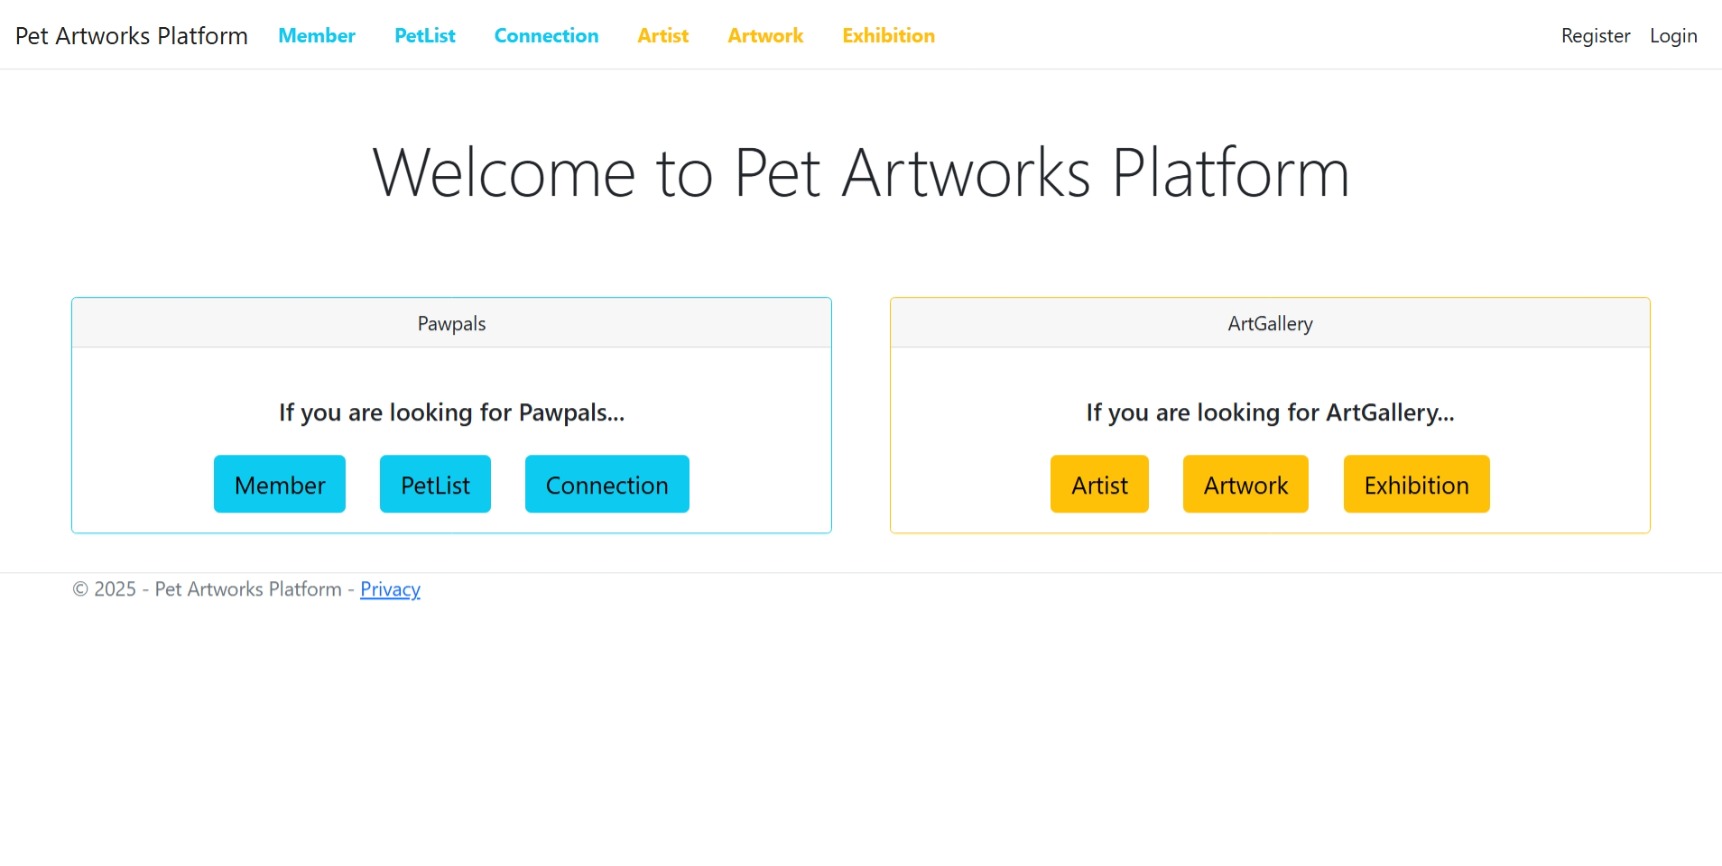 Pet Artworks Platform Member PetList Connection Artist Artwork Exhibition Register Login
Welcome to Pet Artworks Platform
Pawpals
If you are looking for Pawpals...
Member PetList Connection
ArtGallery
If you are looking for ArtGallery...
Artist Artwork Exhibition
© 2025 - Pet Artworks Platform - Privacy